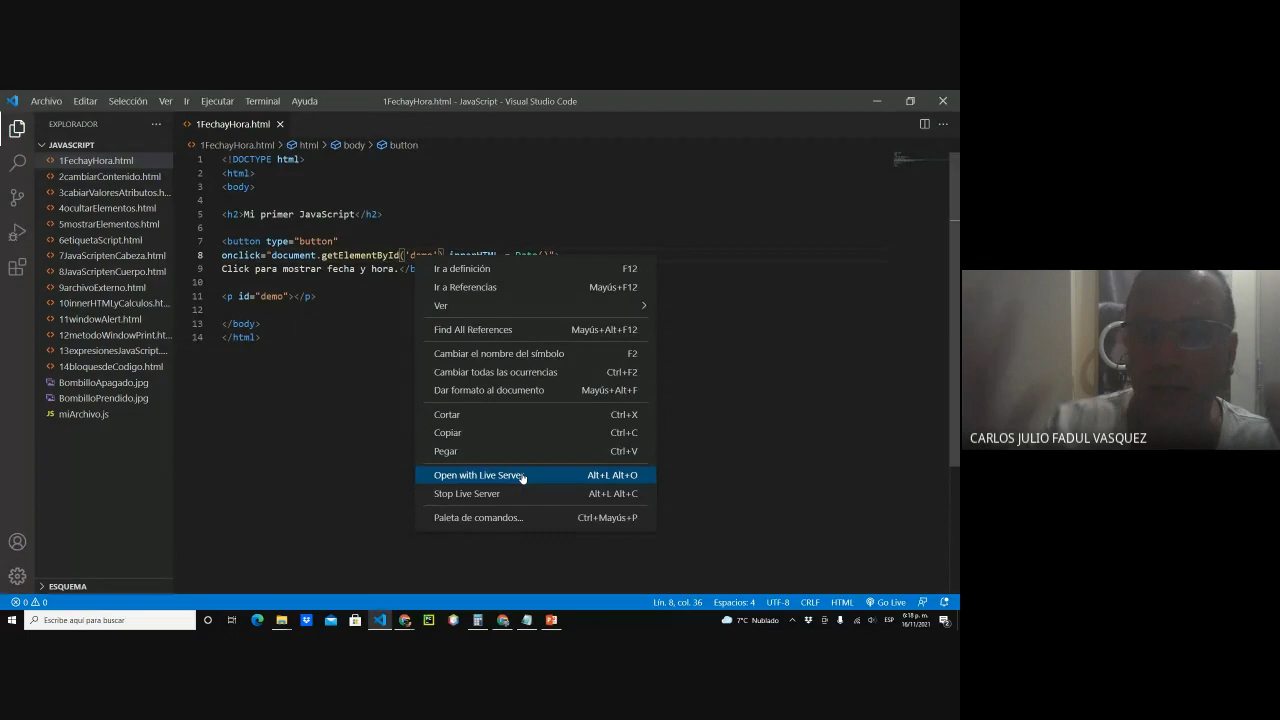 Archivo Editar Selección Ver Ir Ejecutar Terminal Ayuda
1FechayHora.html - JavaScript - Visual Studio Code
EXPLORADOR
1FechayHora.html
JAVASCRIPT
1FechayHora.html
2cambiarContenido.html
3cabiarValoresAtributos.h...
4ocultarElementos.html
5mostrarElementos.html
6etiquetaScript.html
7JavaScriptenCabeza.html
8JavaScriptenCuerpo.html
9archivoExterno.html
10innerHTMLyCalculos.ht...
11windowAlert.html
12metodoWindowPrint.ht...
13expresionesJavaScript....
14bloquesdeCodigo.html
BombilloApagado.jpg
BombilloPrendido.jpg
miArchivo.js
ESQUEMA
1FechayHora.html > html > body > button
1 <!DOCTYPE html>
2 <html>
3 <body>
4
5 <h2>Mi primer JavaScript</h2>
6
7 <button type="button"
8 onclick="document.getElementById('demo').innerHTML = Date()">
9 Click para mostrar fecha y hora.</b
10
11 <p id="demo"></p>
12
13 </body>
14 </html>
Ir a definición F12
Ir a Referencias Mayús+F12
Ver
Find All References Mayús+Alt+F12
Cambiar el nombre del símbolo F2
Cambiar todas las ocurrencias Ctrl+F2
Dar formato al documento Mayús+Alt+F
Cortar Ctrl+X
Copiar Ctrl+C
Pegar Ctrl+V
Open with Live Server Alt+L Alt+O
Stop Live Server Alt+L Alt+C
Paleta de comandos... Ctrl+Mayús+P
CARLOS JULIO FADUL VASQUEZ
0 0
Lín. 8, col. 36 Espacios: 4 UTF-8 CRLF HTML Go Live
Escribe aquí para buscar
7°C Nublado
ESP
6:18 p. m.
16/11/2021